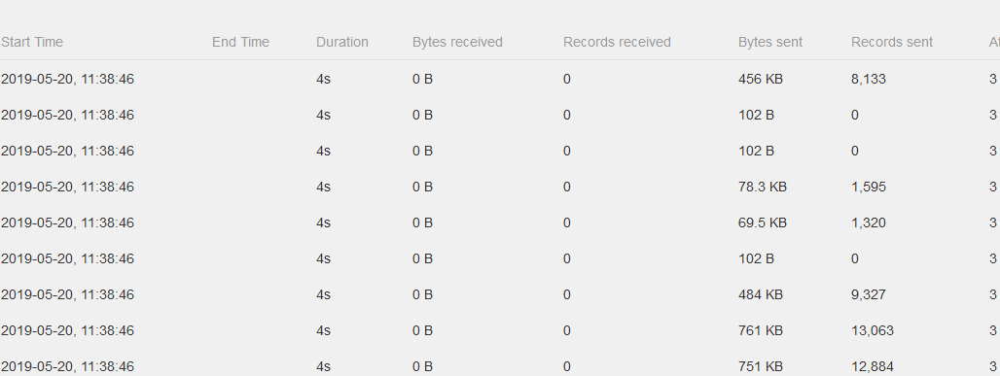 Start Time End Time Duration Bytes received Records received Bytes sent Records sent
2019-05-20, 11:38:46 4s 0 B 0 456 KB 8,133 3
2019-05-20, 11:38:46 4s 0 B 0 102 B 0 3
2019-05-20, 11:38:46 4s 0 B 0 102 B 0 3
2019-05-20, 11:38:46 4s 0 B 0 78.3 KB 1,595 3
2019-05-20, 11:38:46 4s 0 B 0 69.5 KB 1,320 3
2019-05-20, 11:38:46 4s 0 B 0 102 B 0 3
2019-05-20, 11:38:46 4s 0 B 0 484 KB 9,327 3
2019-05-20, 11:38:46 4s 0 B 0 761 KB 13,063 3
2019-05-20, 11:38:46 4s 0 B 0 751 KB 12,884 3